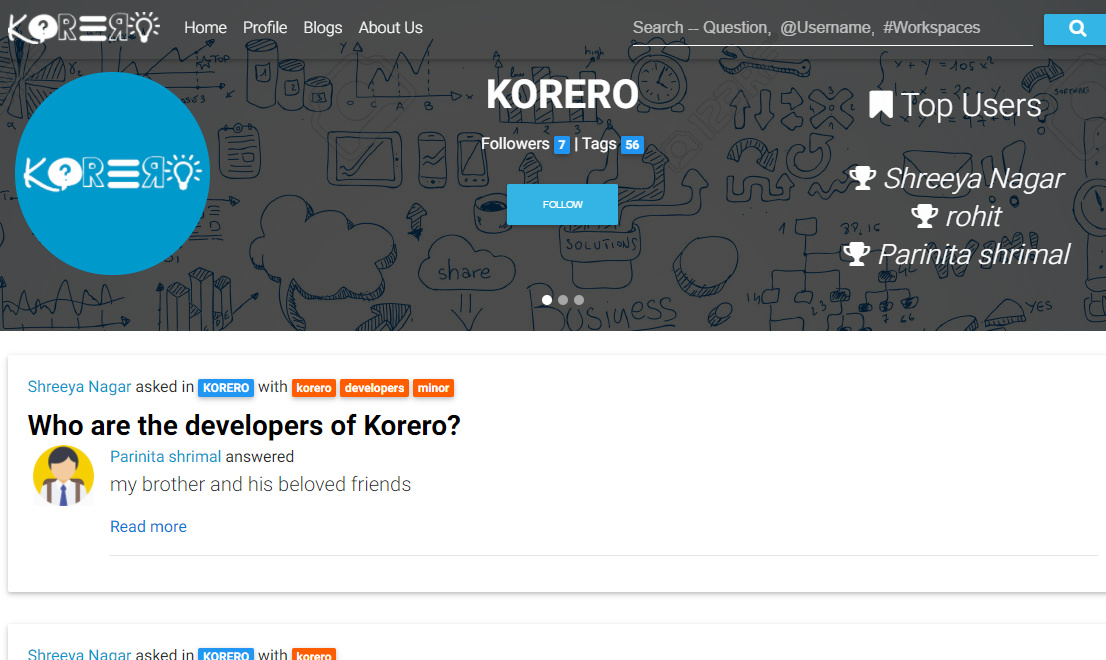 KORERO
Home Profile Blogs About Us
Search -- Question, @Username, #Workspaces
TOP
high
KORERO
Followers 7 | Tags 56
FOLLOW
KORERO
Top Users
Shreeya Nagar
rohit
Parinita shrimal
SOLUTIONS
share
Business
YES
Shreeya Nagar asked in KORERO with korero developers minor
Who are the developers of Korero?
Parinita shrimal answered
my brother and his beloved friends
Read more
Shreeya Nagar asked in KORERO with korero